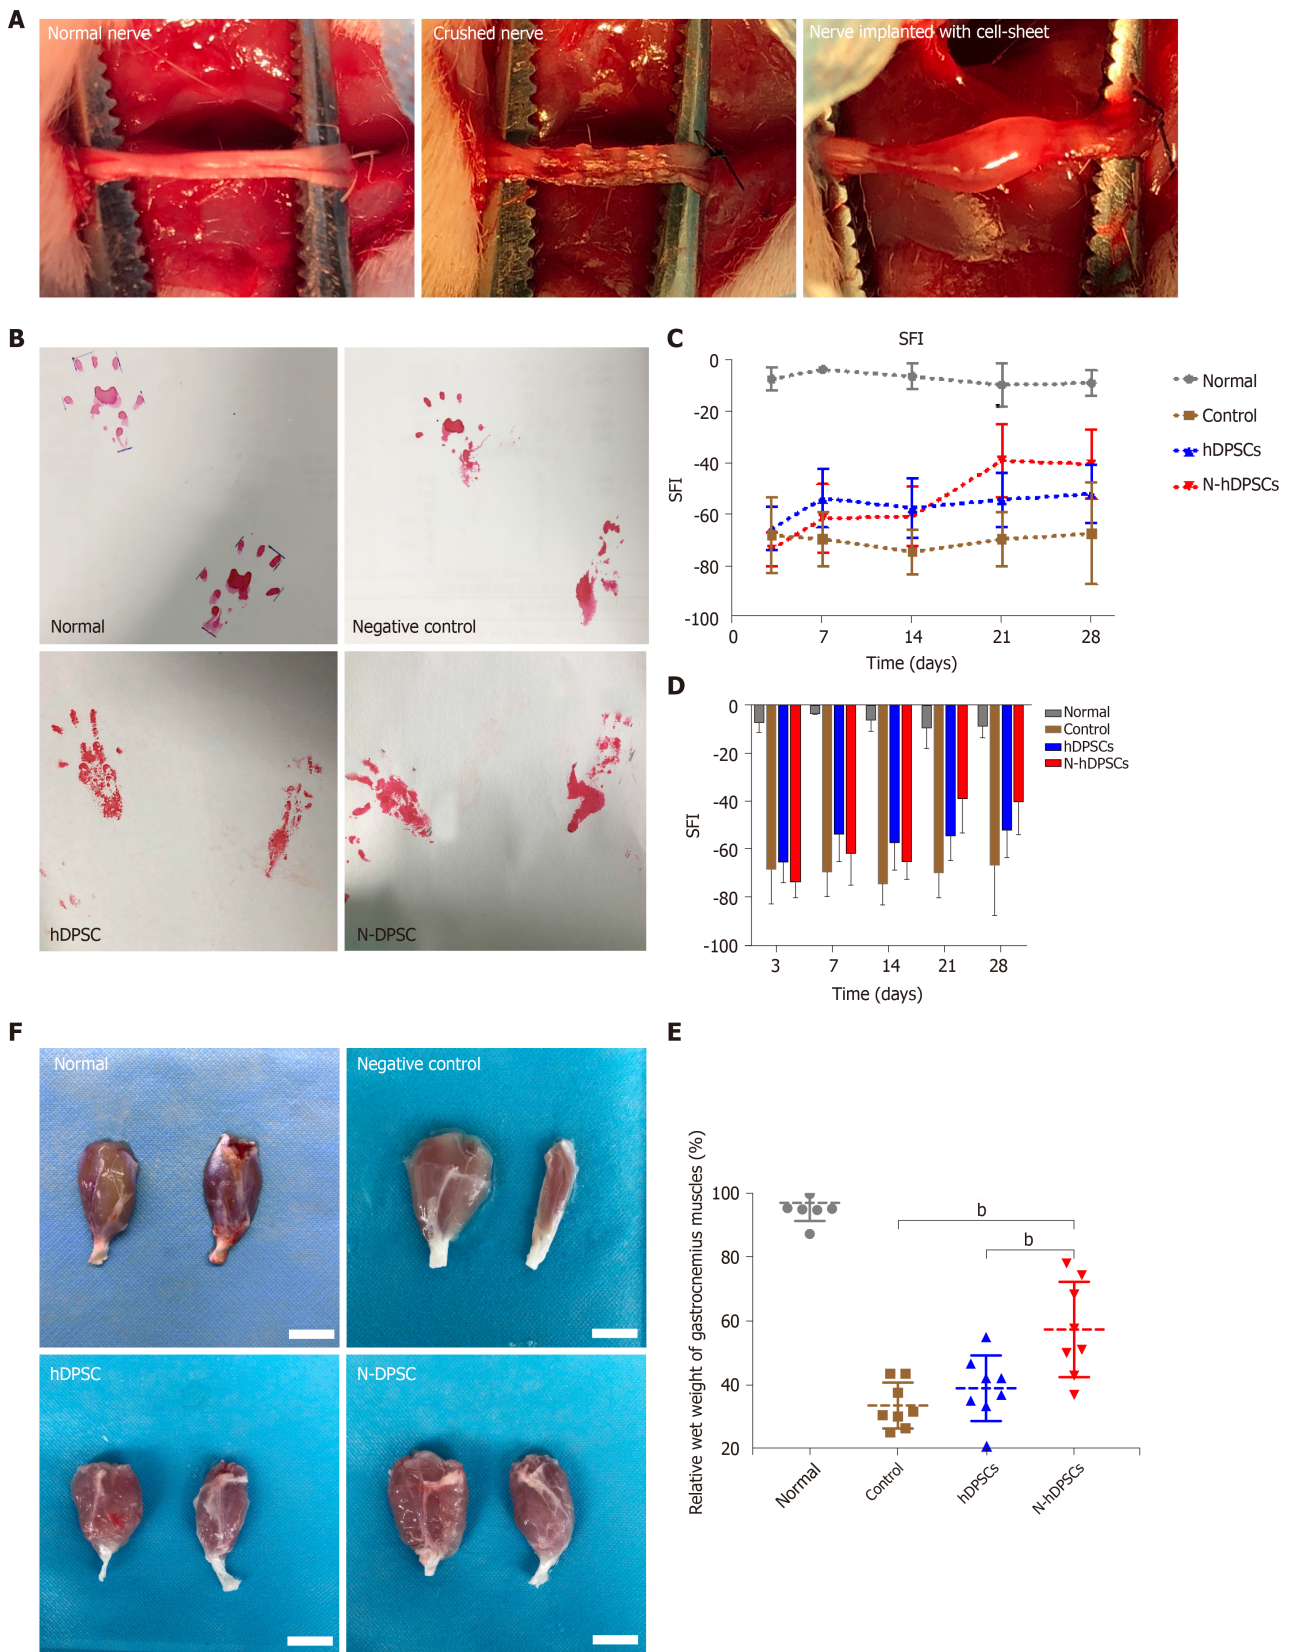 A
Normal nerve
Crushed nerve
Nerve implanted with cell-sheet
B
Normal
Negative control
hDPSC
N-DPSC
C
SFI
SFI
0
-20
-40
-60
-80
-100
0
7
14
21
28
Time (days)
Normal
Control
hDPSCs
N-hDPSCs
D
SFI
0
-20
-40
-60
-80
-100
3
7
14
21
28
Time (days)
Normal
Control
hDPSCs
N-hDPSCs
F
Normal
Negative control
hDPSC
N-DPSC
E
Relative wet weight of gastrocnemius muscles (%)
100
80
60
40
20
b
b
Normal
Control
hDPSCs
N-hDPSCs